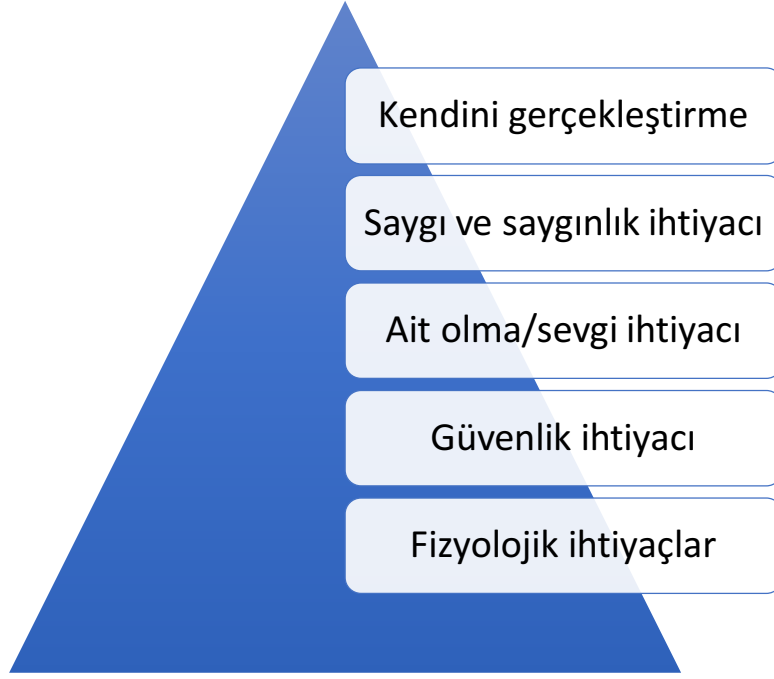 Kendini gerçekleştirme
Saygı ve saygınlık ihtiyacı
Ait olma/sevgi ihtiyacı
Güvenlik ihtiyacı
Fizyolojik ihtiyaçlar